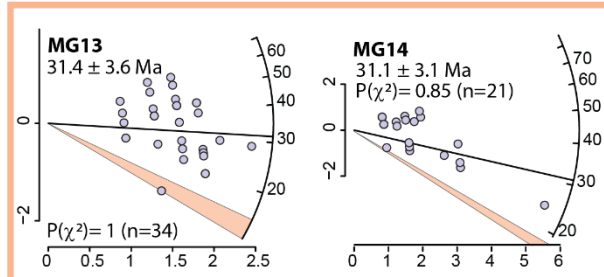 MG13
31.4 ± 3.6 Ma
60
50
40
30
20
0
−2
P(χ²)= 1 (n=34)
0 0.5 1 1.5 2 2.5
MG14
31.1 ± 3.1 Ma
P(χ²)= 0.85 (n=21)
70
60
50
40
30
20
2
0
−2
0 1 2 3 4 5 6